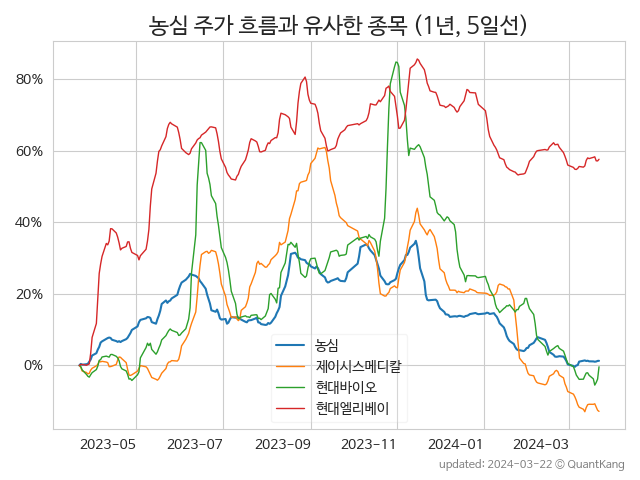 농심 주가 흐름과 유사한 종목 (1년, 5일선)
80%
60%
40%
20%
0%
농심
제이시스메디칼
현대바이오
현대엘리베이
2023-05
2023-07
2023-09
2023-11
2024-01
2024-03
updated: 2024-03-22 © QuantKang